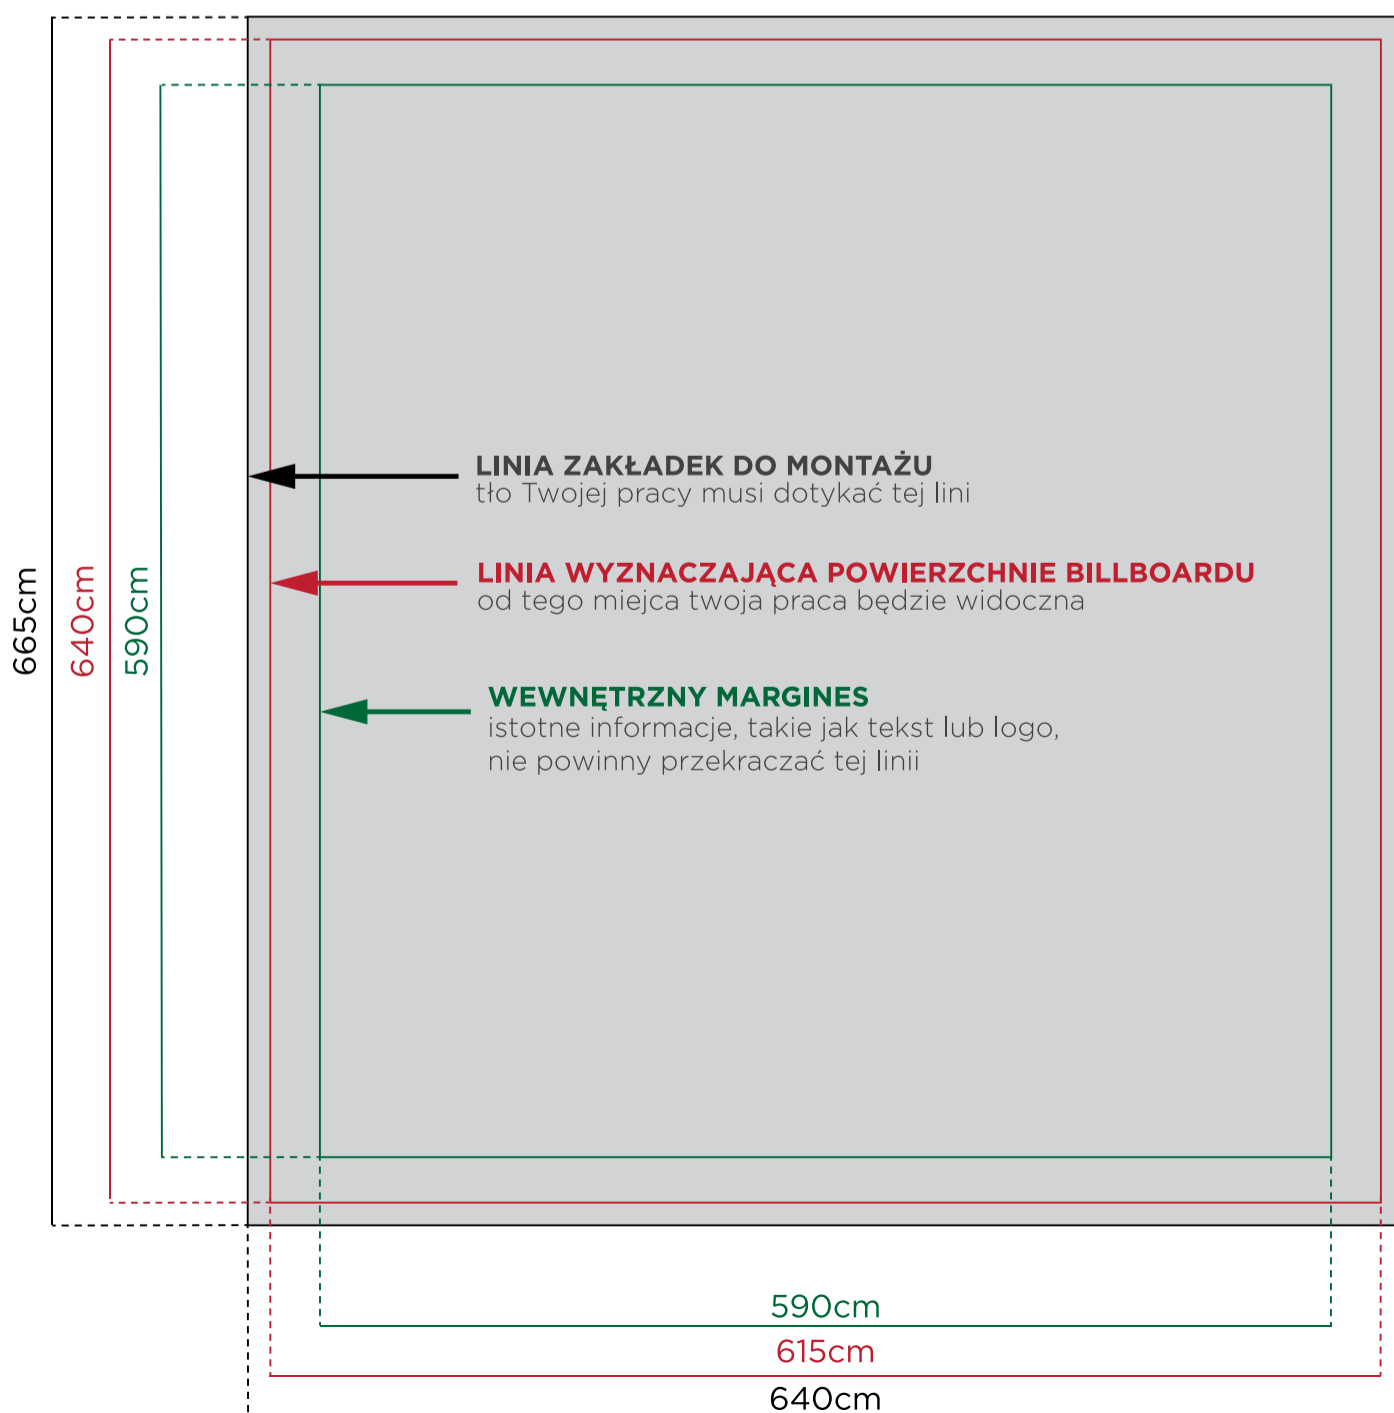 LINIA ZAKŁADEK DO MONTAŻU
tło Twojej pracy musi dotykać tej lini
LINIA WYZNACZAJĄCA POWIERZCHNIE BILLBOARDU
od tego miejca twoja praca będzie widoczna
WEWNĘTRZNY MARGINES
istotne informacje, takie jak tekst lub logo,
nie powinny przekraczać tej linii
665cm
640cm
590cm
590cm
615cm
640cm